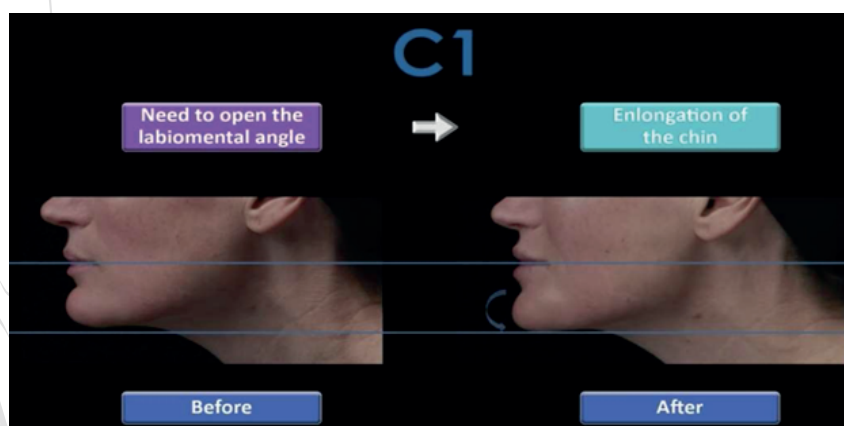 C1
Need to open the
labiomental angle
Enlongation of
the chin
Before
After